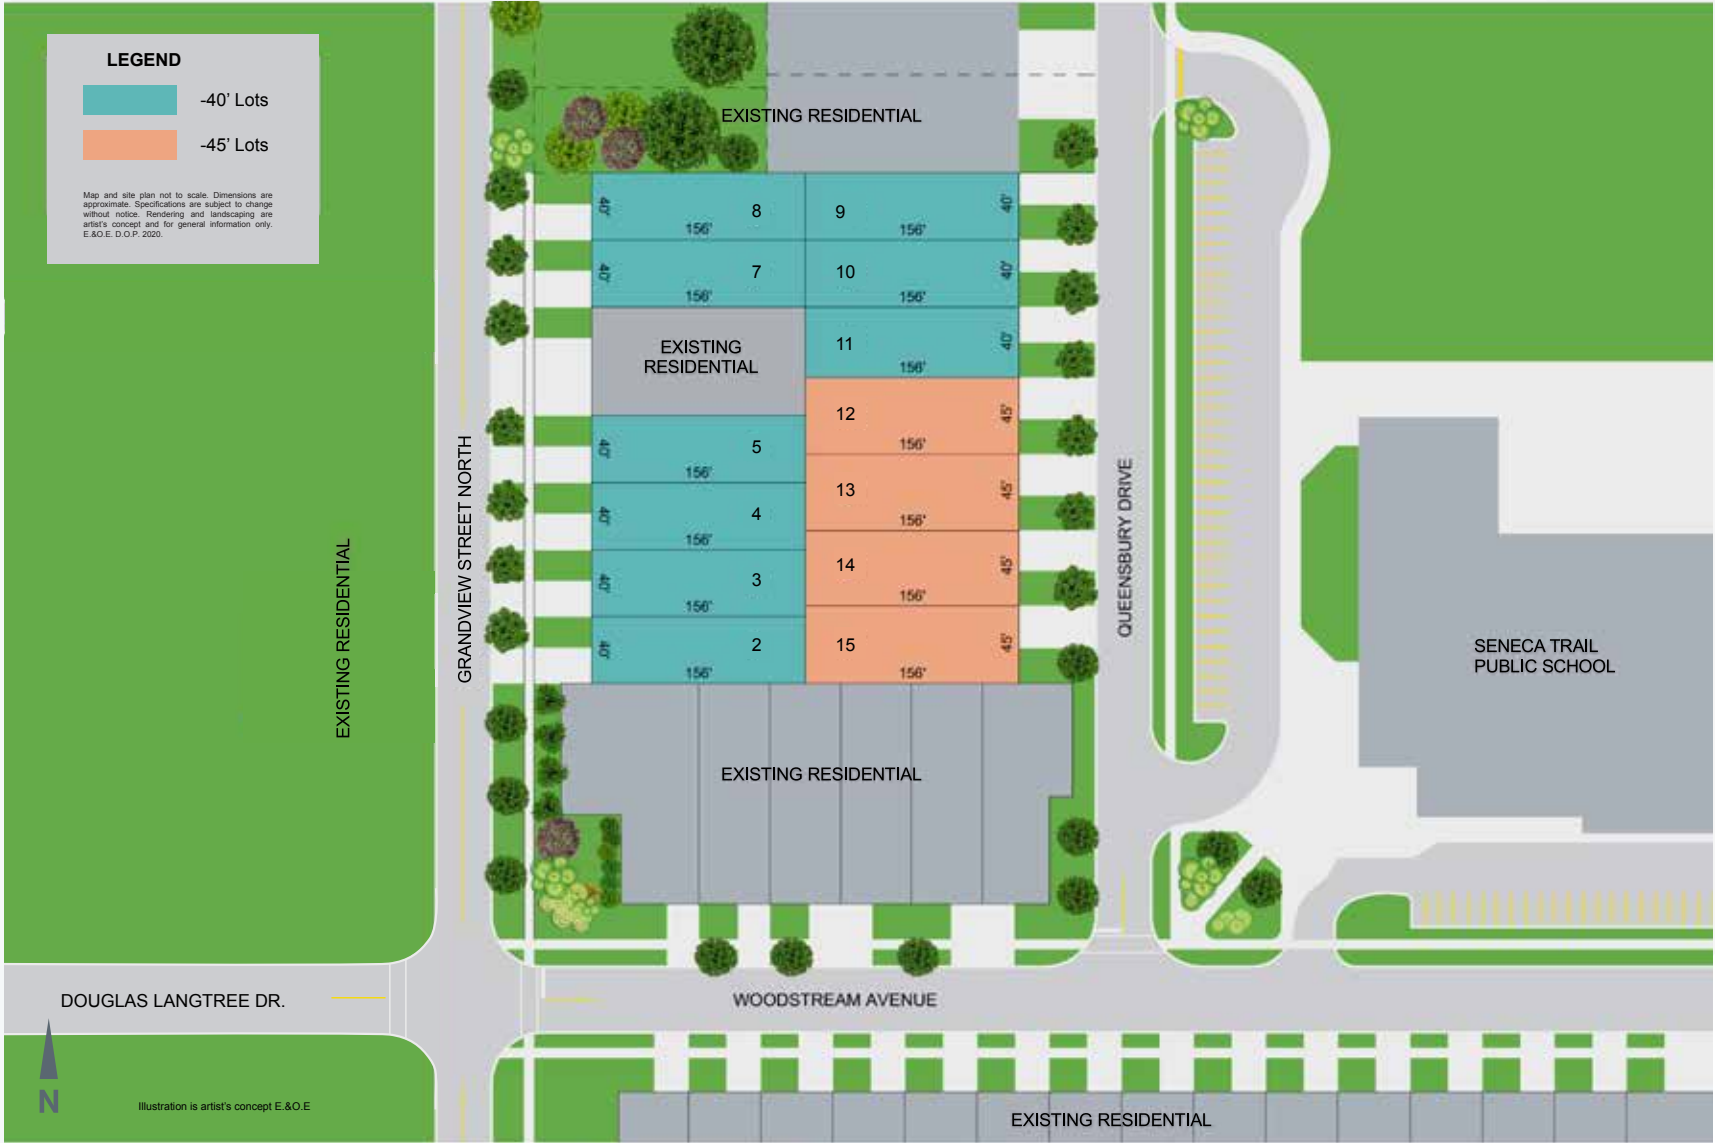 LEGEND
-40' Lots
-45' Lots
Map and site plan not to scale. Dimensions are
approximate. Specifications are subject to change
without notice. Rendering and landscaping are
artist's concept and for general information only.
E.&O.E. D.O.P. 2020.
EXISTING RESIDENTIAL
40'
8
156'
9
156'
40'
40'
7
156'
10
156'
40'
EXISTING
RESIDENTIAL
11
156'
40'
12
156'
45'
40'
5
156'
13
156'
45'
40'
4
156'
14
156'
45'
40'
3
156'
15
156'
45'
40'
2
156'
EXISTING RESIDENTIAL
GRANDVIEW STREET NORTH
QUEENSBURY DRIVE
SENECA TRAIL
PUBLIC SCHOOL
EXISTING RESIDENTIAL
DOUGLAS LANGTREE DR.
WOODSTREAM AVENUE
N
Illustration is artist's concept E.&O.E
EXISTING RESIDENTIAL